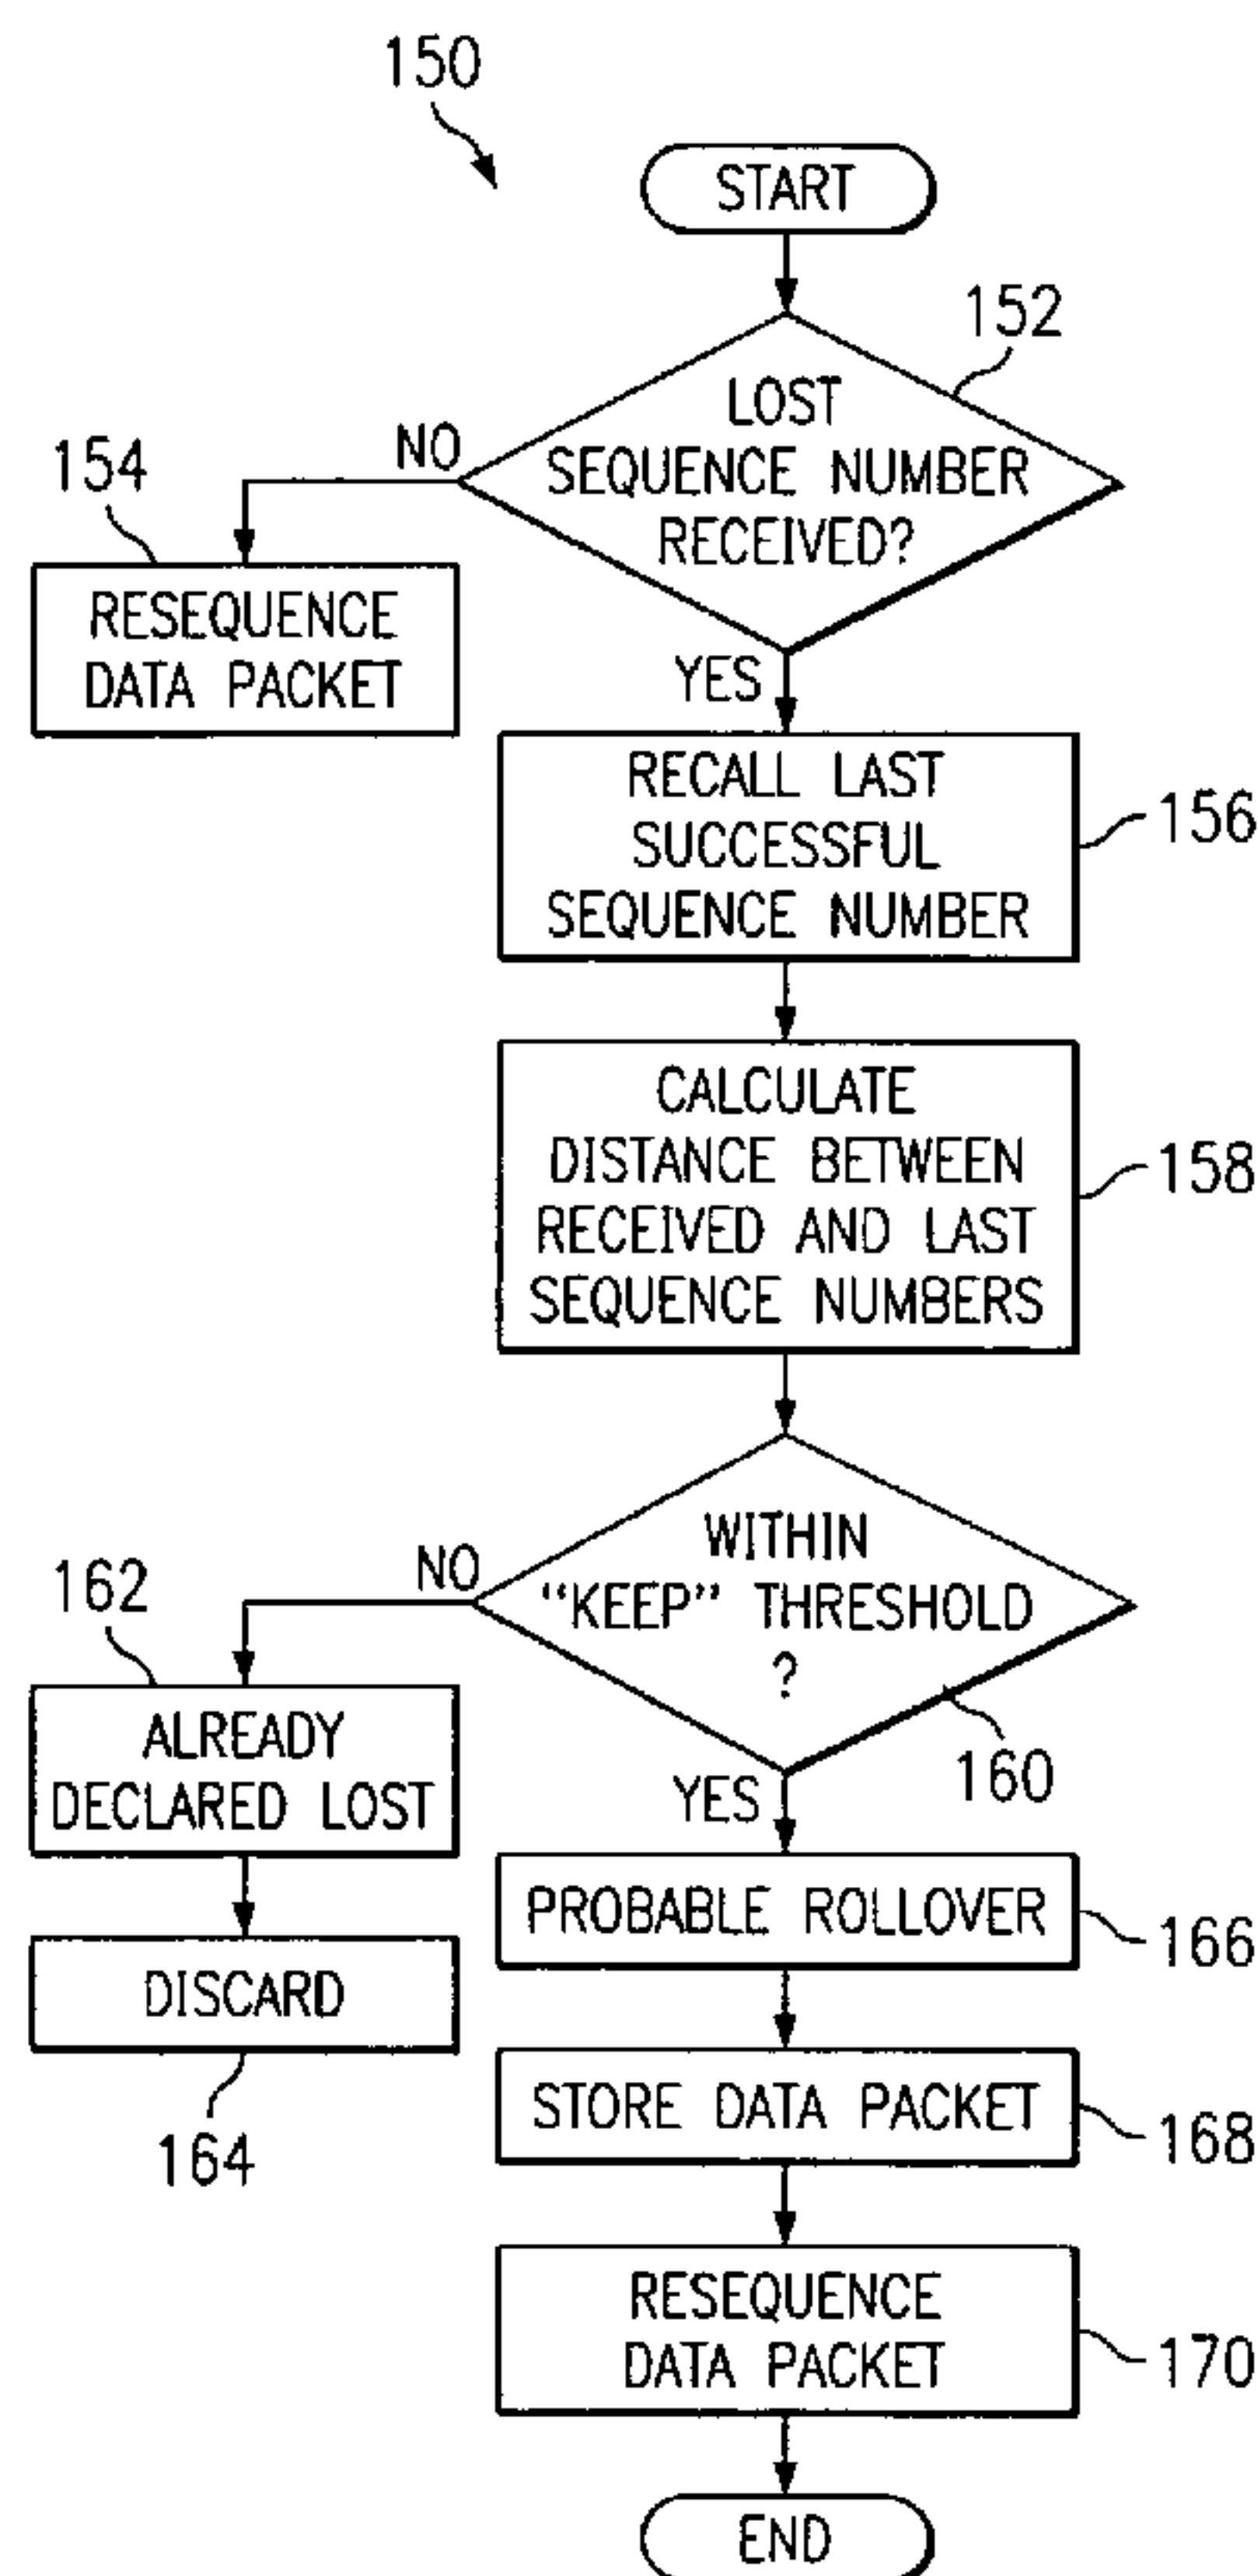 150
START
152
LOST
SEQUENCE NUMBER
RECEIVED?
NO
154
RESEQUENCE
DATA PACKET
YES
RECALL LAST
SUCCESSFUL
SEQUENCE NUMBER
156
CALCULATE
DISTANCE BETWEEN
RECEIVED AND LAST
SEQUENCE NUMBERS
158
WITHIN
"KEEP" THRESHOLD
?
160
NO
162
ALREADY
DECLARED LOST
DISCARD
164
YES
PROBABLE ROLLOVER
166
STORE DATA PACKET
168
RESEQUENCE
DATA PACKET
170
END